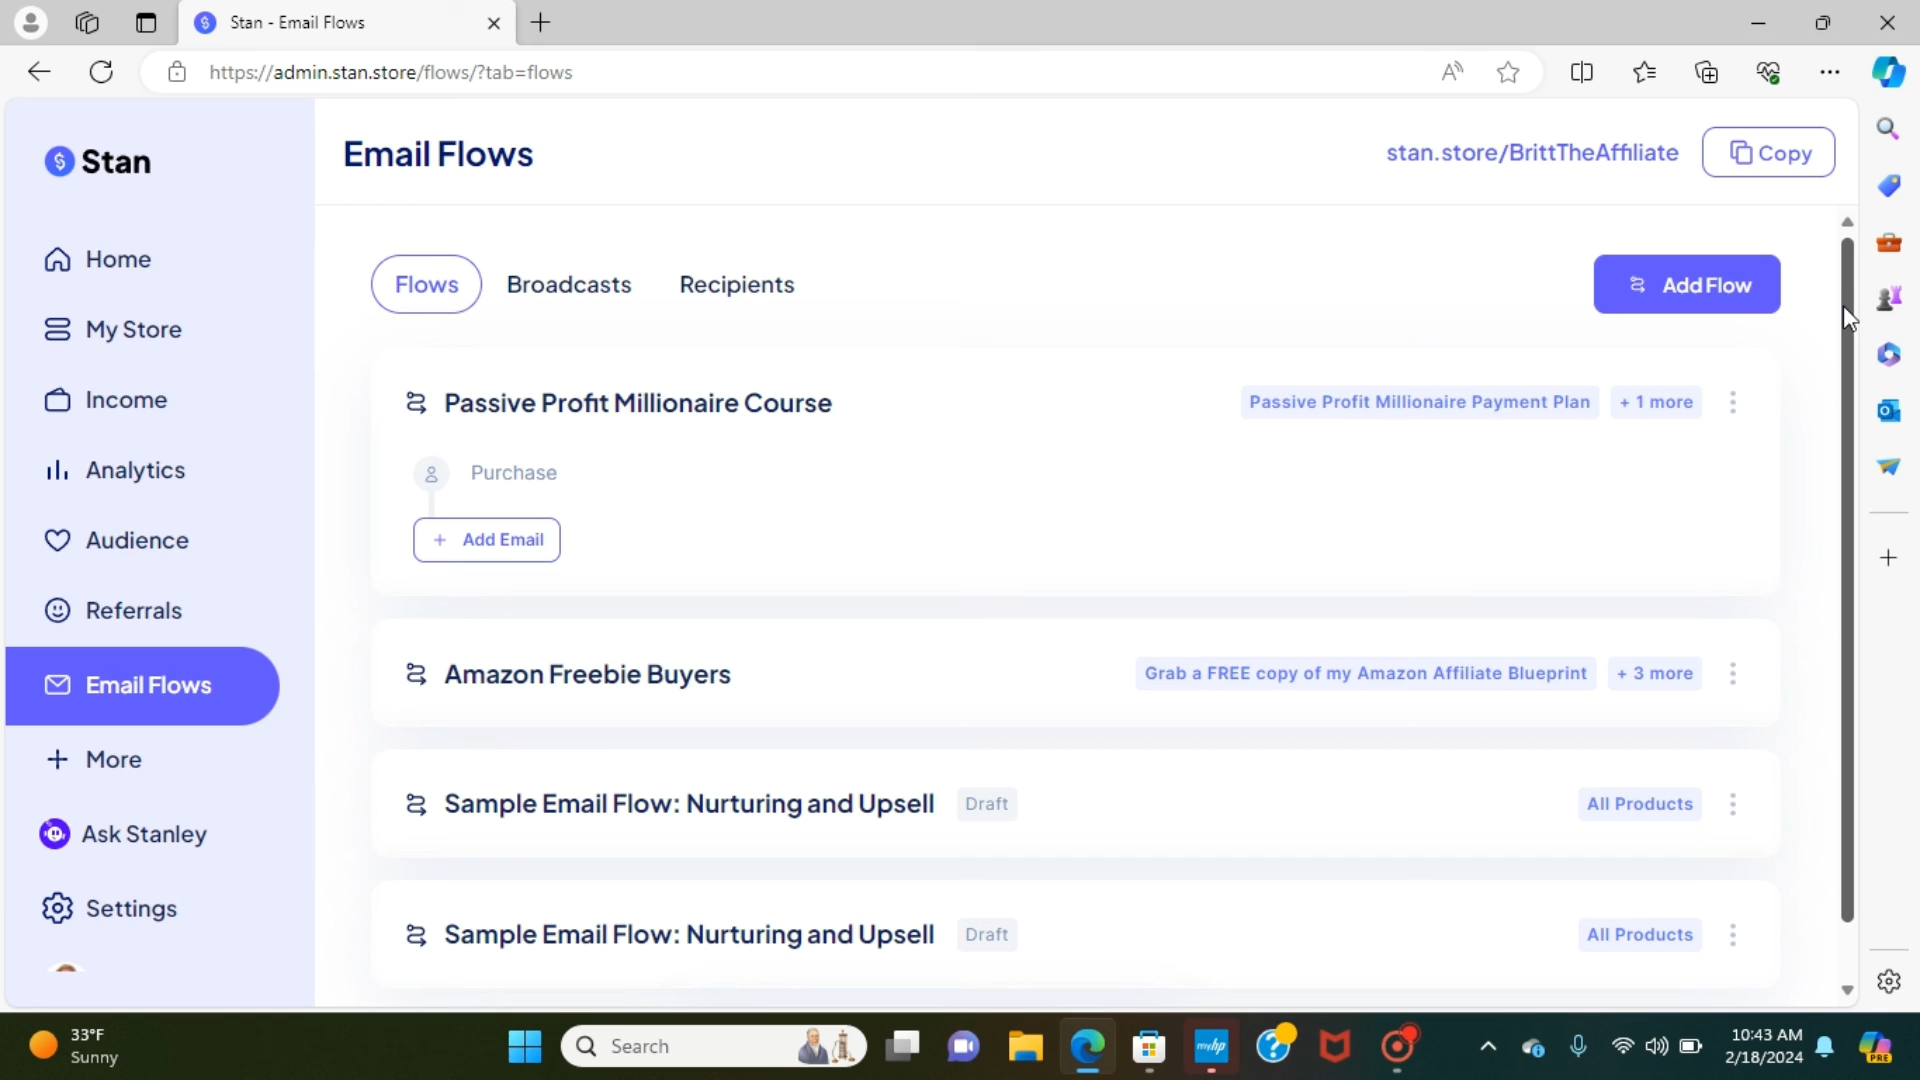 Stan - Email Flows
https://admin.stan.store/flows/?tab=flows
Stan
Email Flows
stan.store/BrittTheAffiliate
Copy
Home
My Store
Income
Analytics
Audience
Referrals
Email Flows
More
Ask Stanley
Settings
Flows
Broadcasts
Recipients
Add Flow
Passive Profit Millionaire Course
Passive Profit Millionaire Payment Plan
+ 1 more
Purchase
+ Add Email
Amazon Freebie Buyers
Grab a FREE copy of my Amazon Affiliate Blueprint
+ 3 more
Sample Email Flow: Nurturing and Upsell
Draft
All Products
Sample Email Flow: Nurturing and Upsell
Draft
All Products
33°F
Sunny
Search
myhp
10:43 AM
2/18/2024
PRE